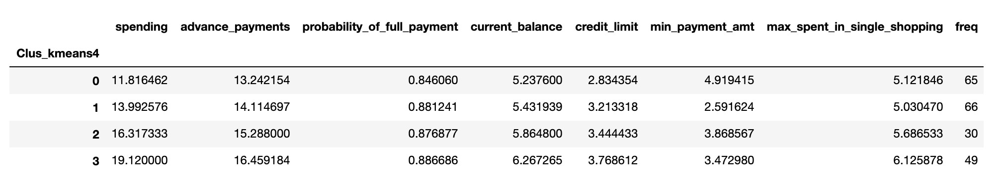 spending advance_payments probability_of_full_payment current_balance credit_limit min_payment_amt max_spent_in_single_shopping freq
Clus_kmeans4
0 11.816462 13.242154 0.846060 5.237600 2.834354 4.919415 5.121846 65
1 13.992576 14.114697 0.881241 5.431939 3.213318 2.591624 5.030470 66
2 16.317333 15.288000 0.876877 5.864800 3.444433 3.868567 5.686533 30
3 19.120000 16.459184 0.886686 6.267265 3.768612 3.472980 6.125878 49